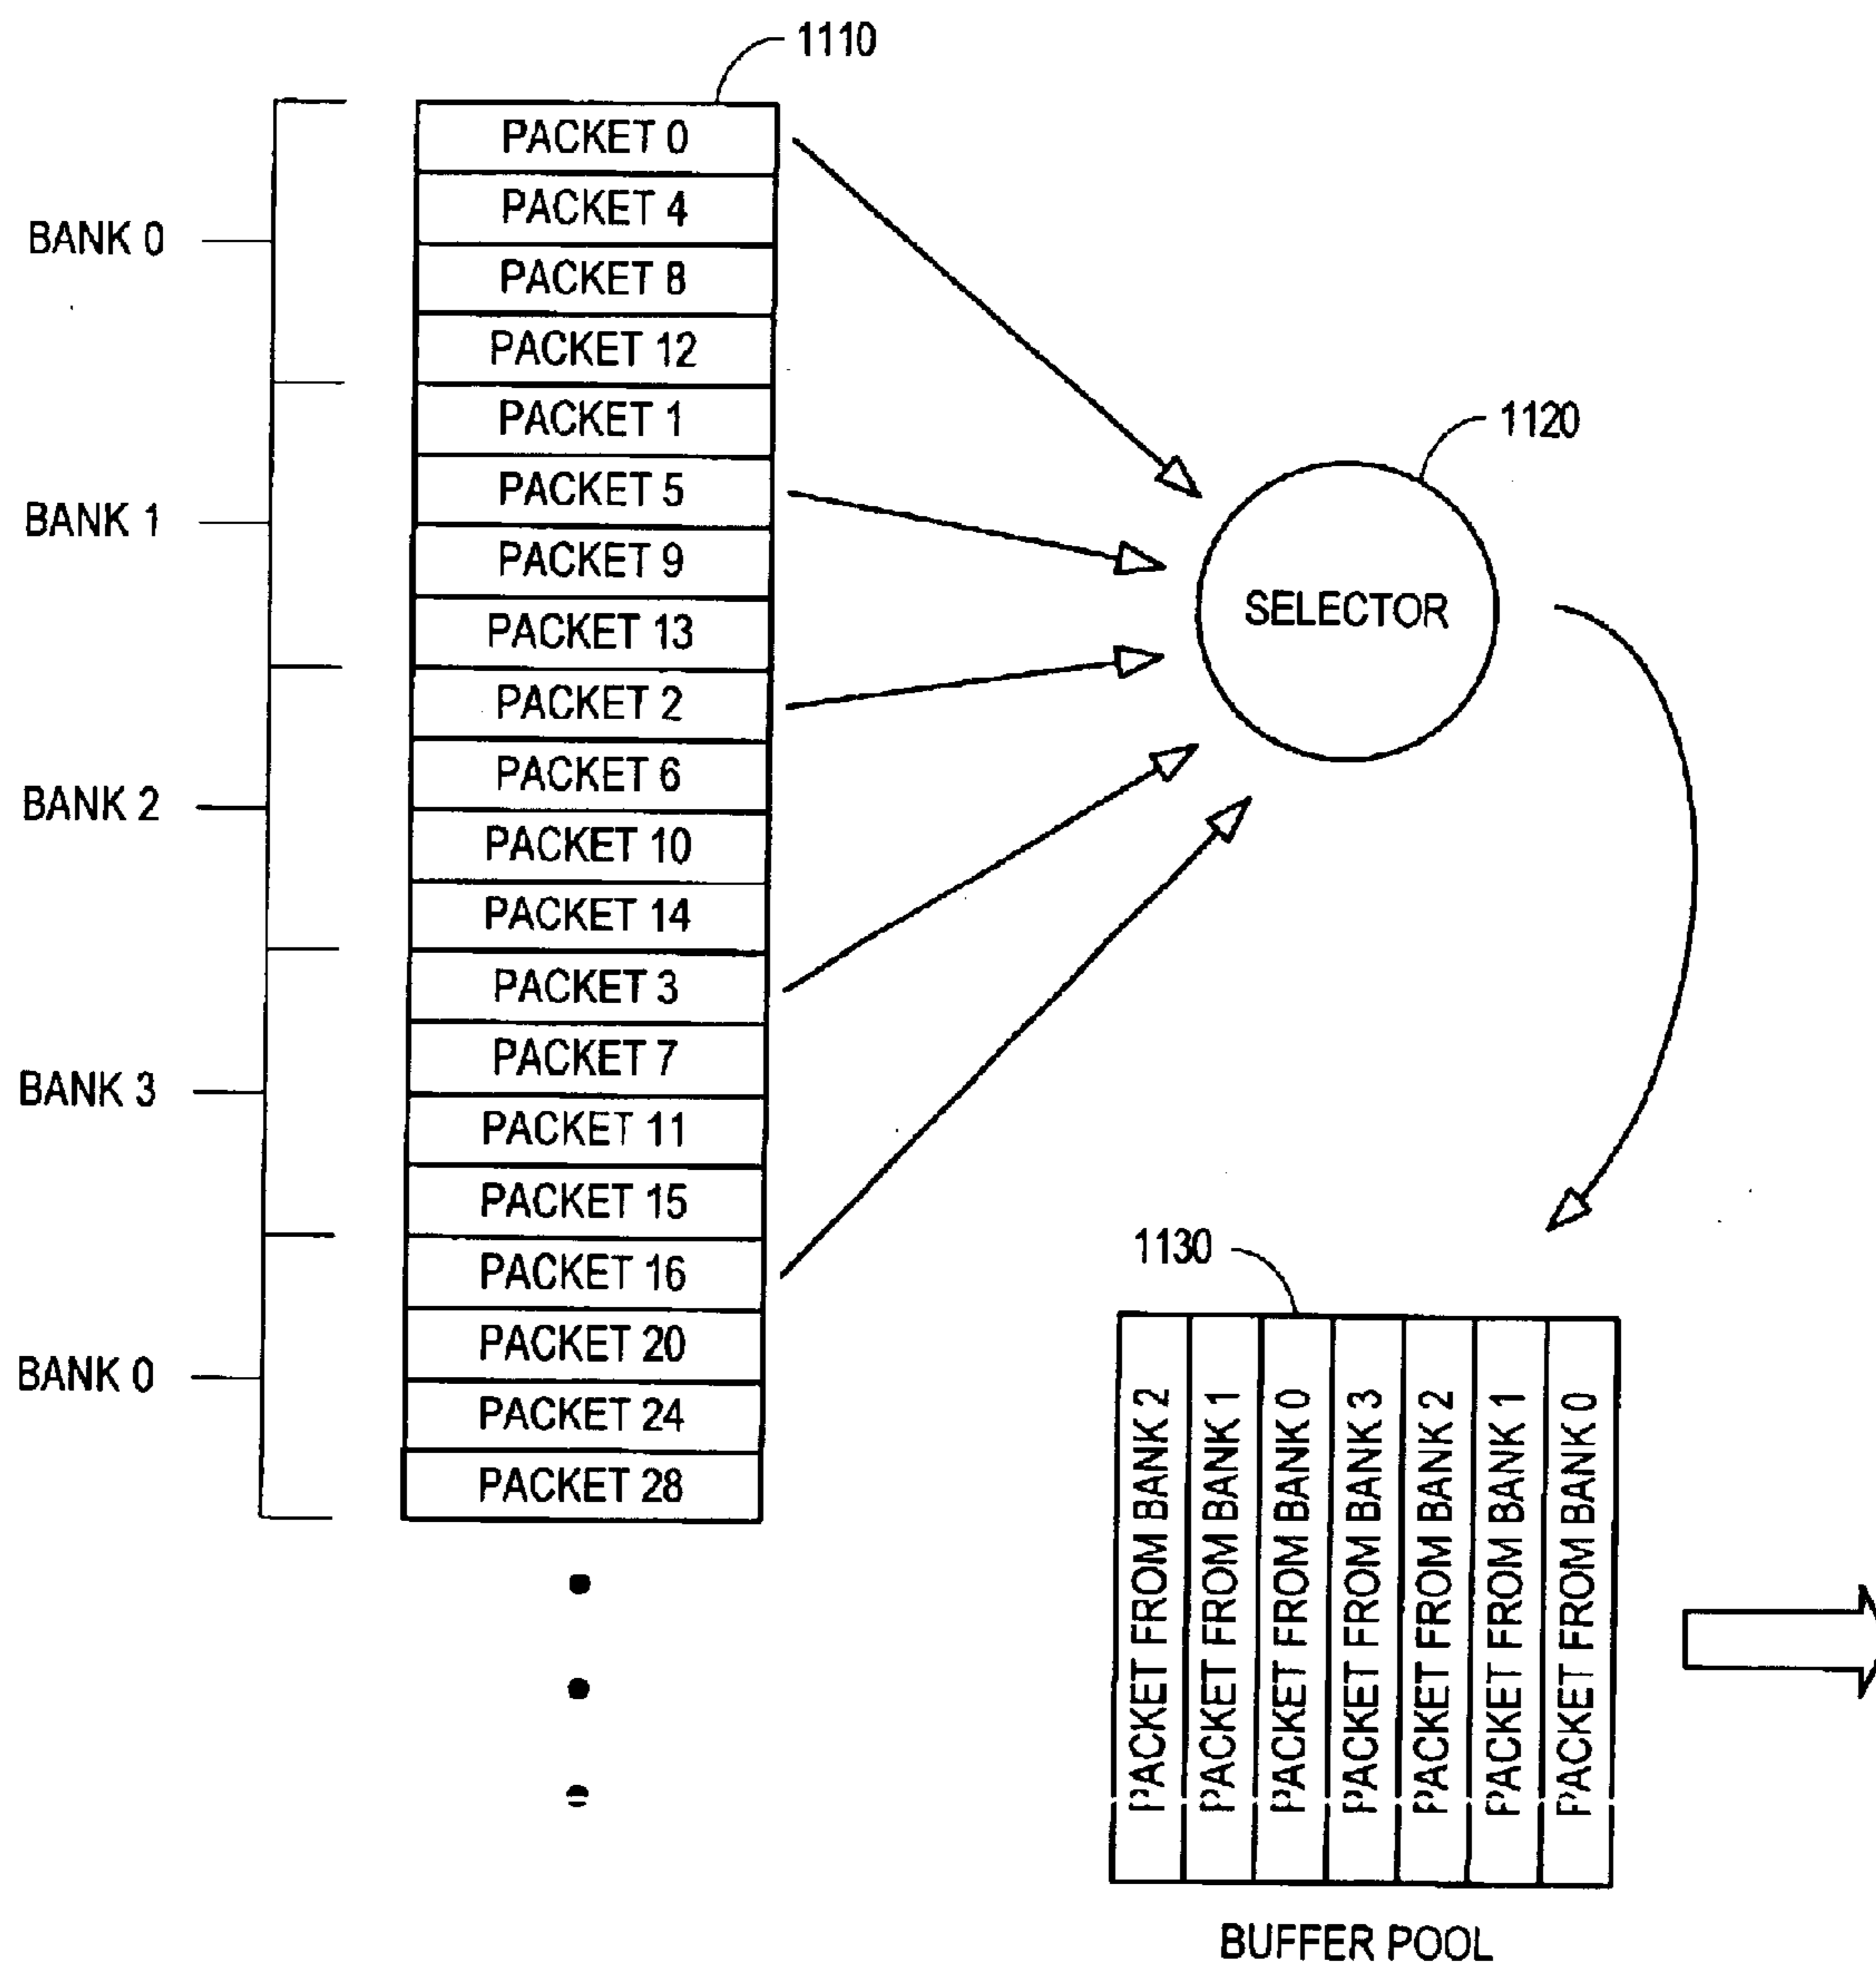 1110
PACKET 0
PACKET 4
BANK 0
PACKET 8
PACKET 12
PACKET 1
1120
PACKET 5
BANK 1
PACKET 9
SELECTOR
PACKET 13
PACKET 2
PACKET 6
BANK 2
PACKET 10
PACKET 14
PACKET 3
PACKET 7
BANK 3
PACKET 11
PACKET 15
1130
PACKET 16
PACKET 20
BANK 0
PACKET 24
PACKET 28
PACKET FROM BANK 2
PACKET FROM BANK 1
PACKET FROM BANK 0
PACKET FROM BANK 3
PACKET FROM BANK 2
PACKET FROM BANK 1
PACKET FROM BANK 0
BUFFER POOL